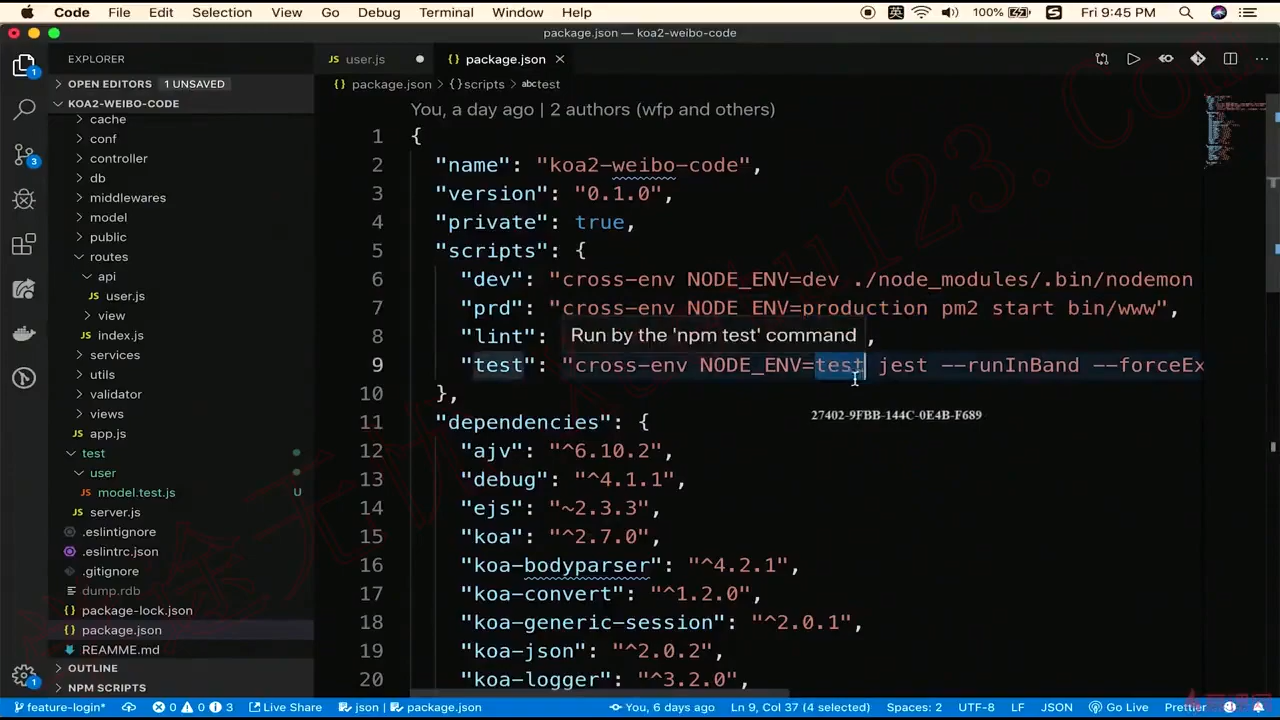 Code File Edit Selection View Go Debug Terminal Window Help 英 100% S Fri 9:45 PM
package.json — koa2-weibo-code
EXPLORER
OPEN EDITORS 1 UNSAVED
KOA2-WEIBO-CODE
cache
conf
controller
db
middlewares
model
public
routes
api
JS user.js
view
JS index.js
services
utils
validator
views
JS app.js
test
user
JS model.test.js U
JS server.js
.eslintignore
.eslintrc.json
.gitignore
dump.rdb
{} package-lock.json
{} package.json
REAMME.md
OUTLINE
NPM SCRIPTS
JS user.js {} package.json
{} package.json > {} scripts > abc test
You, a day ago | 2 authors (wfp and others)
1 {
2 "name": "koa2-weibo-code",
3 "version": "0.1.0",
4 "private": true,
5 "scripts": {
6 "dev": "cross-env NODE_ENV=dev ./node_modules/.bin/nodemon
7 "prd": "cross-env NODE_ENV=production pm2 start bin/www",
8 "lint": ,
Run by the 'npm test' command
9 "test": "cross-env NODE_ENV=test jest --runInBand --forceEx
10 },
27402-9FBB-144C-0E4B-F689
11 "dependencies": {
12 "ajv": "^6.10.2",
13 "debug": "^4.1.1",
14 "ejs": "~2.3.3",
15 "koa": "^2.7.0",
16 "koa-bodyparser": "^4.2.1",
17 "koa-convert": "^1.2.0",
18 "koa-generic-session": "^2.0.1",
19 "koa-json": "^2.0.2",
20 "koa-logger": "^3.2.0",
feature-login* 0 0 3 Live Share json | package.json You, 6 days ago Ln 9, Col 37 (4 selected) Spaces: 2 UTF-8 LF JSON Go Live Prettier